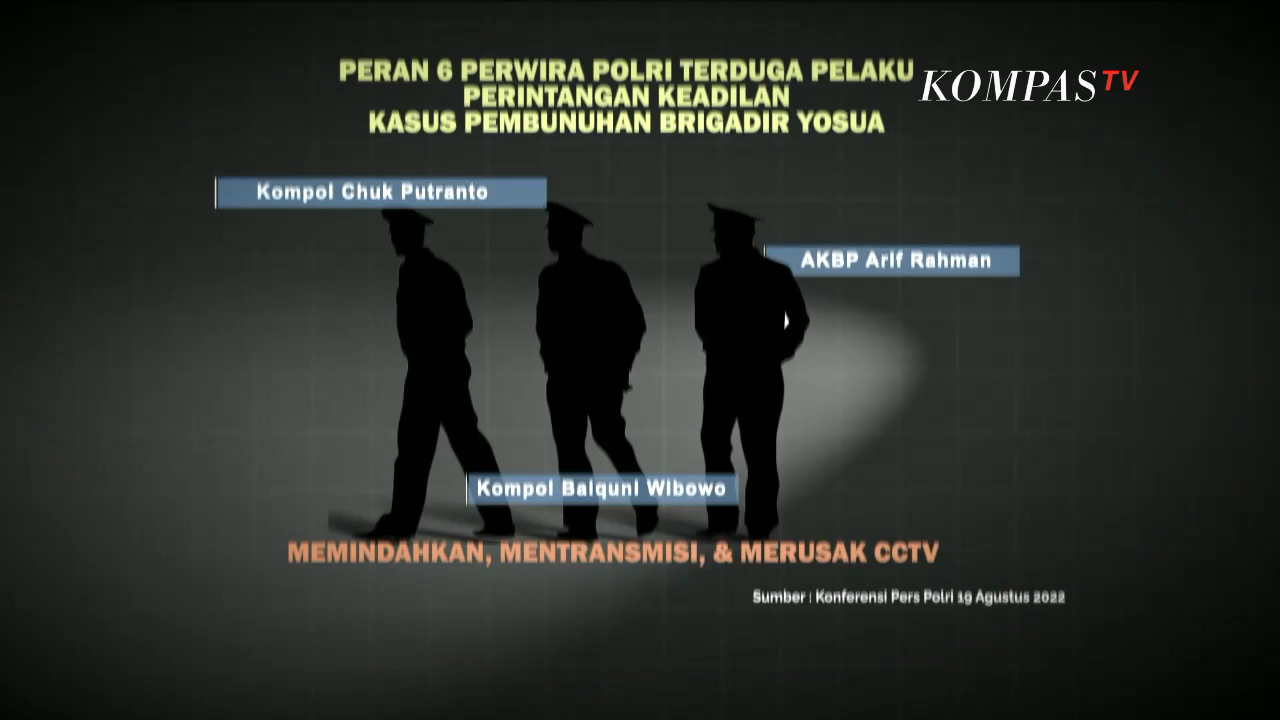 PERAN 6 PERWIRA POLRI TERDUGA PELAKU
PERINTANGAN KEADILAN
KASUS PEMBUNUHAN BRIGADIR YOSUA
KOMPASTV
Kompol Chuk Putranto
AKBP Arif Rahman
Kompol Baiquni Wibowo
MEMINDAHKAN, MENTRANSMISI, & MERUSAK CCTV
Sumber : Konferensi Pers Polri 19 Agustus 2022